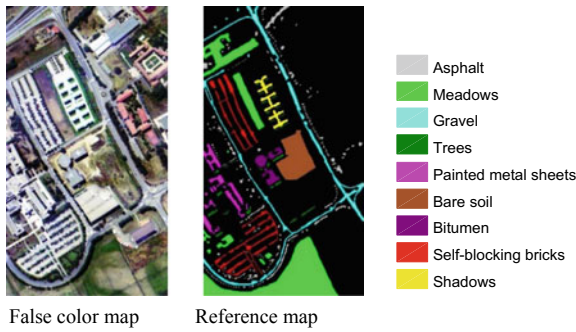 Asphalt
Meadows
Gravel
Trees
Painted metal sheets
Bare soil
Bitumen
Self-blocking bricks
Shadows
False color map
Reference map